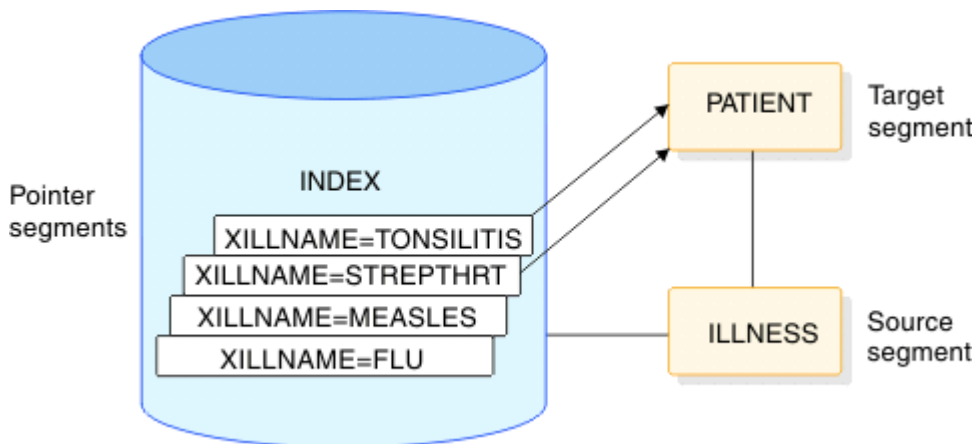 Pointer
segments
INDEX
XILLNAME=TONSILITIS
XILLNAME=STREPTHRT
XILLNAME=MEASLES
XILLNAME=FLU
PATIENT
Target
segment
ILLNESS
Source
segment